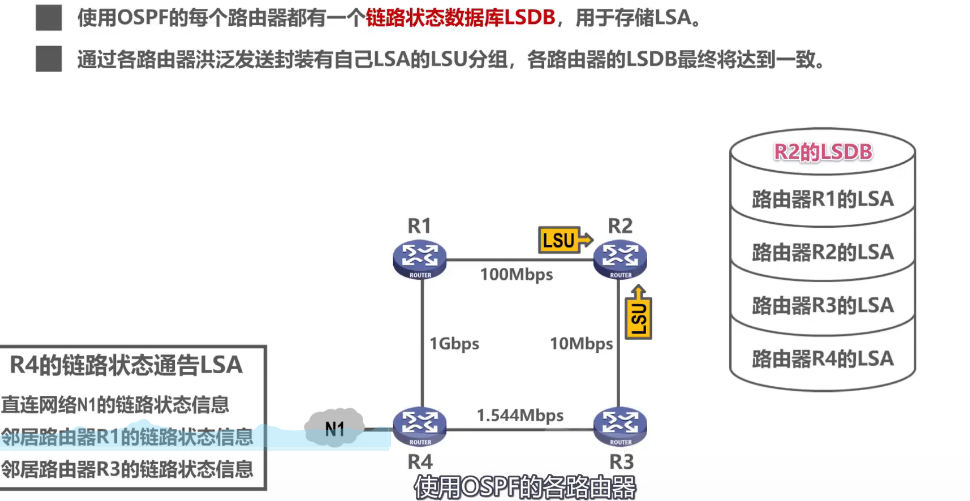 使用OSPF的每个路由器都有一个链路状态数据库LSDB，用于存储LSA。
通过各路由器洪泛发送封装有自己LSA的LSU分组，各路由器的LSDB最终将达到一致。
R2的LSDB
路由器R1的LSA
路由器R2的LSA
路由器R3的LSA
路由器R4的LSA
R1
R2
LSU
ROUTER
ROUTER
100Mbps
LSU
1Gbps
10Mbps
R4的链路状态通告LSA
直连网络N1的链路状态信息
邻居路由器R1的链路状态信息
邻居路由器R3的链路状态信息
N1
1.544Mbps
ROUTER
ROUTER
R4
R3
使用OSPF的各路由器